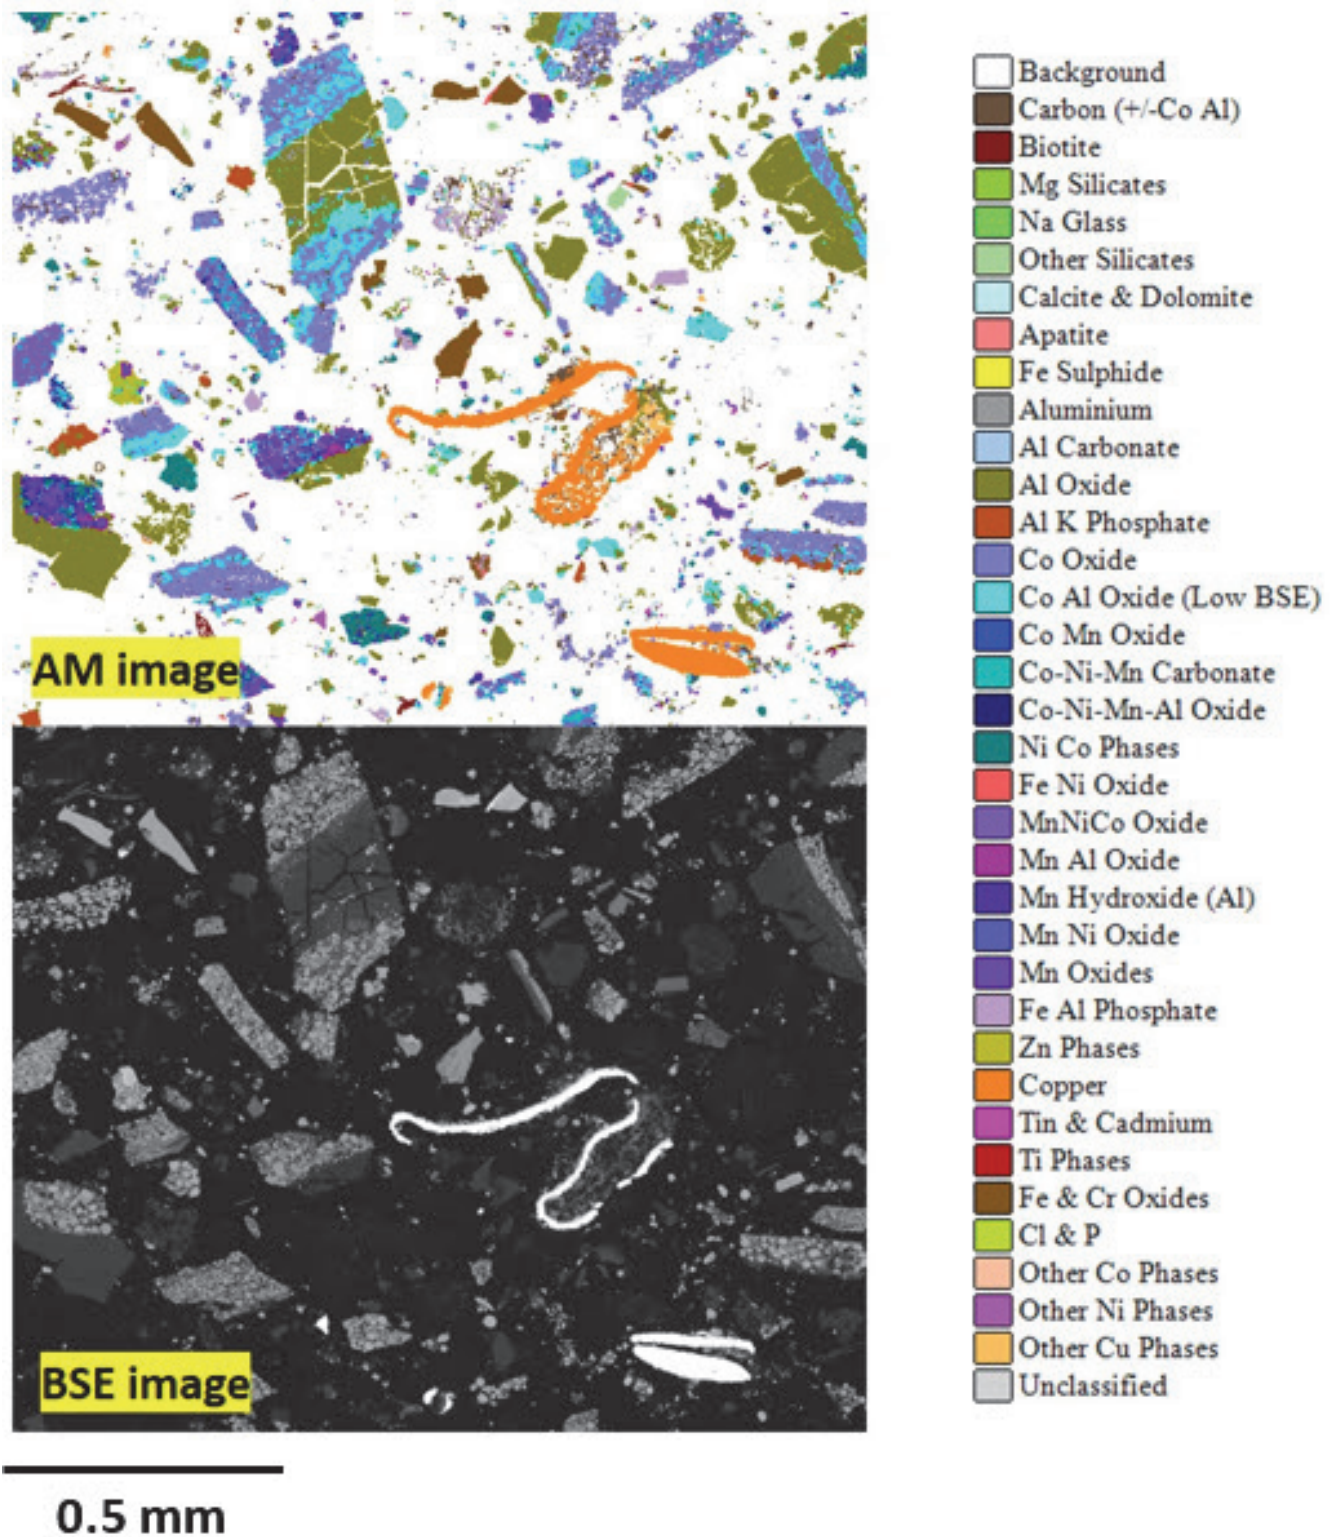 Background
Carbon (+/-Co Al)
Biotite
Mg Silicates
Na Glass
Other Silicates
Calcite & Dolomite
Apatite
Fe Sulphide
Aluminium
Al Carbonate
Al Oxide
Al K Phosphate
Co Oxide
Co Al Oxide (Low BSE)
Co Mn Oxide
Co-Ni-Mn Carbonate
Co-Ni-Mn-Al Oxide
Ni Co Phases
Fe Ni Oxide
MnNiCo Oxide
Mn Al Oxide
Mn Hydroxide (Al)
Mn Ni Oxide
Mn Oxides
Fe Al Phosphate
Zn Phases
Copper
Tin & Cadmium
Ti Phases
Fe & Cr Oxides
Cl & P
Other Co Phases
Other Ni Phases
Other Cu Phases
Unclassified
AM image
BSE image
0.5 mm